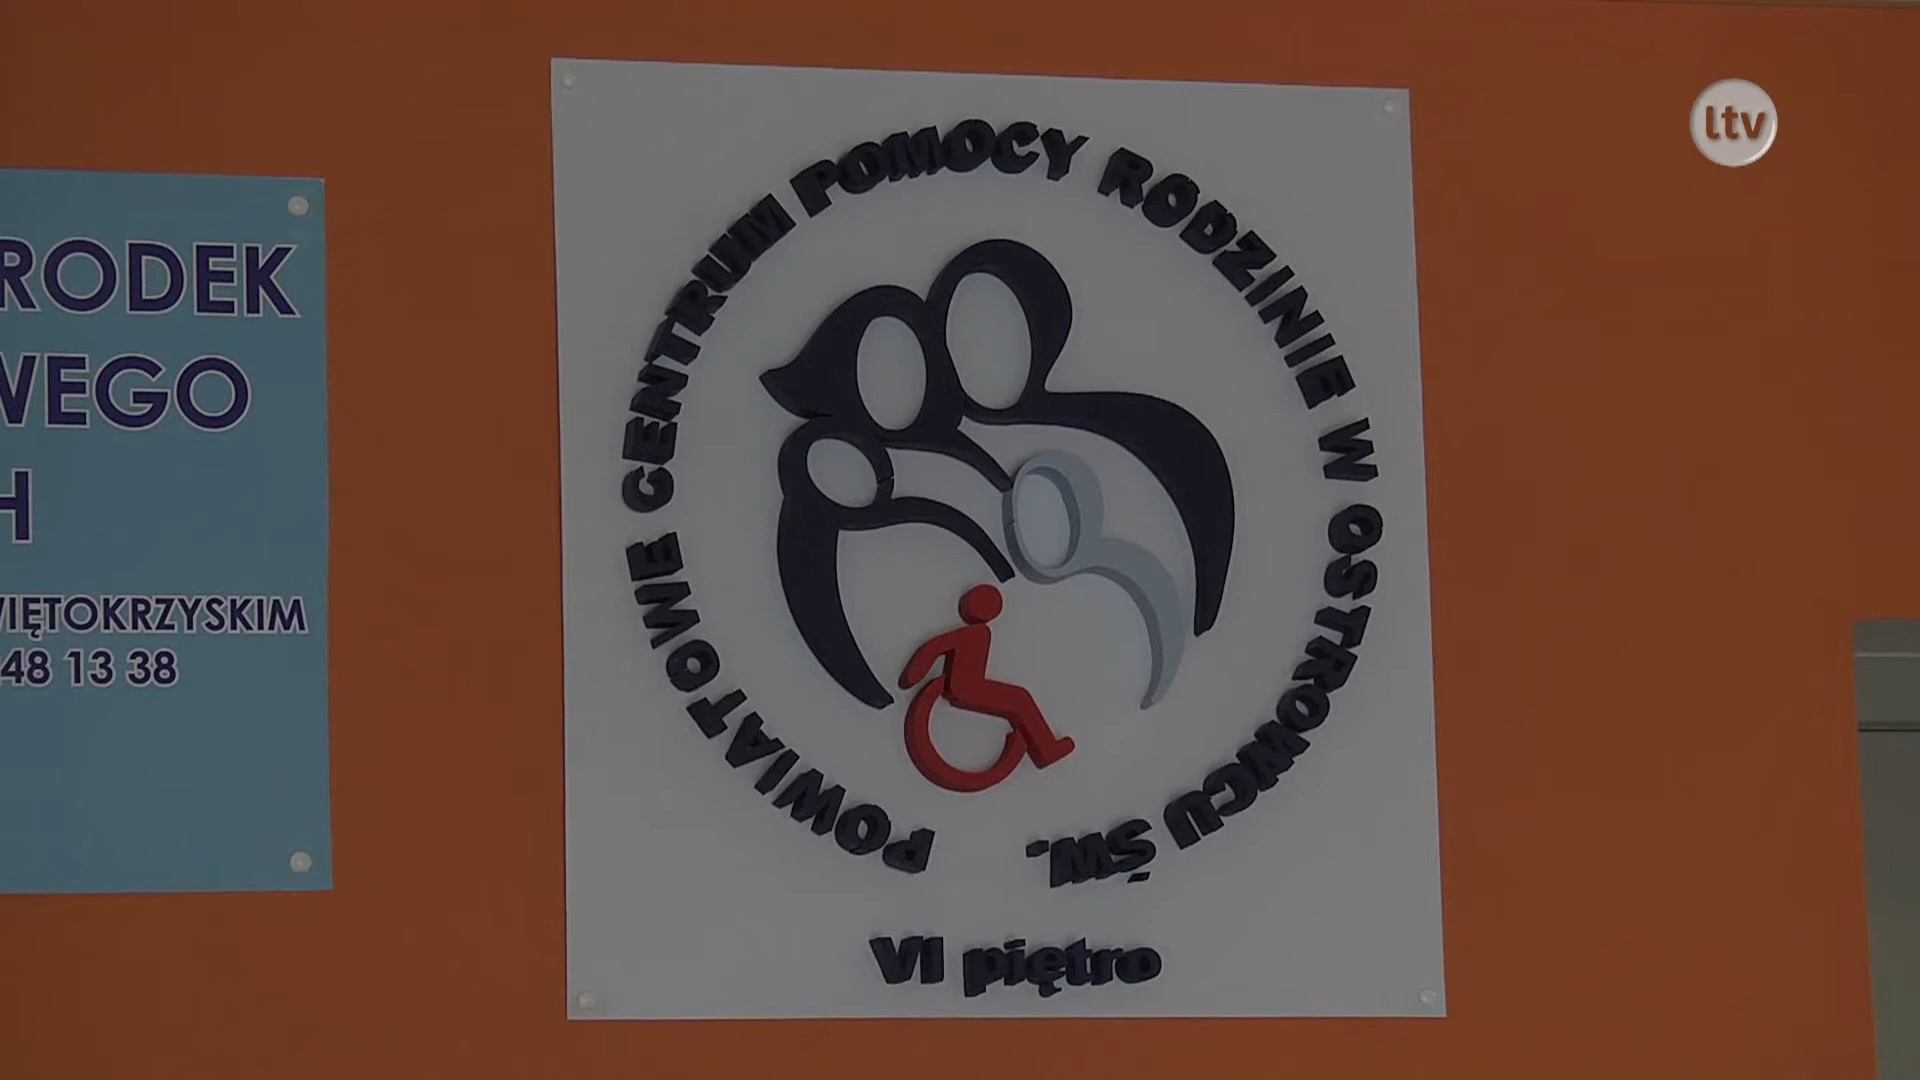 RODEK
WEGO
H
WIĘTOKRZYSKIM
48 13 38
POWIATOWE CENTRUM POMOCY RODZINIE W OSTROWCU ŚW.
VI piętro
ltv